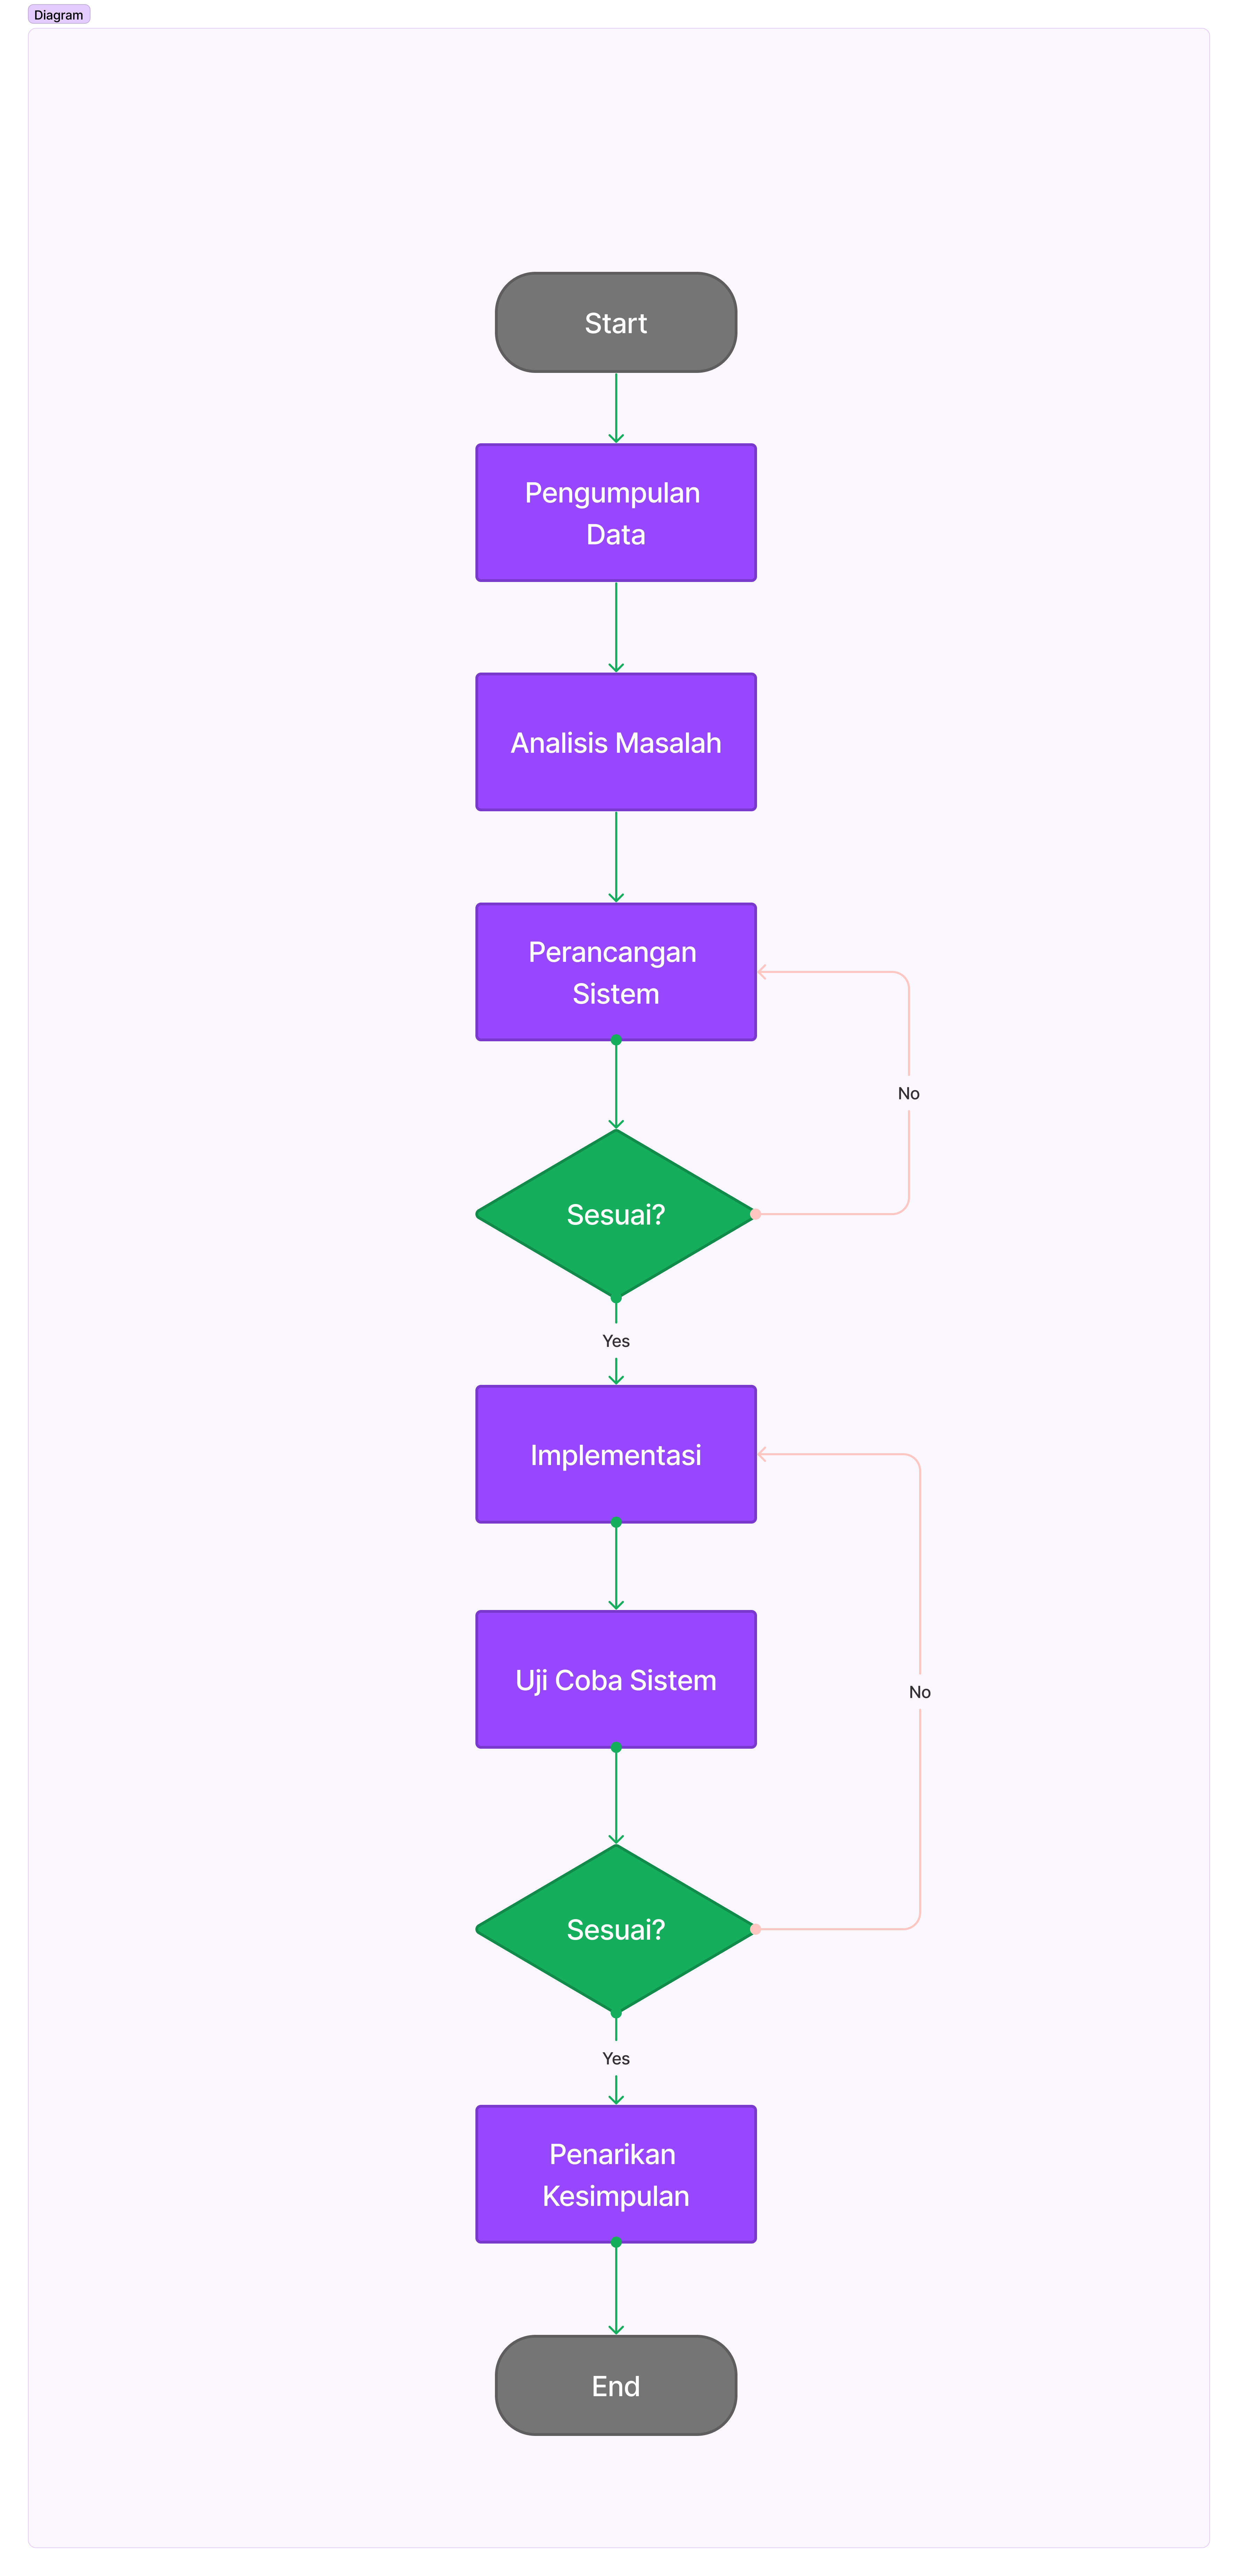 Diagram
Start
Pengumpulan
Data
Analisis Masalah
Perancangan
Sistem
No
Sesuai?
Yes
Implementasi
Uji Coba Sistem
No
Sesuai?
Yes
Penarikan
Kesimpulan
End